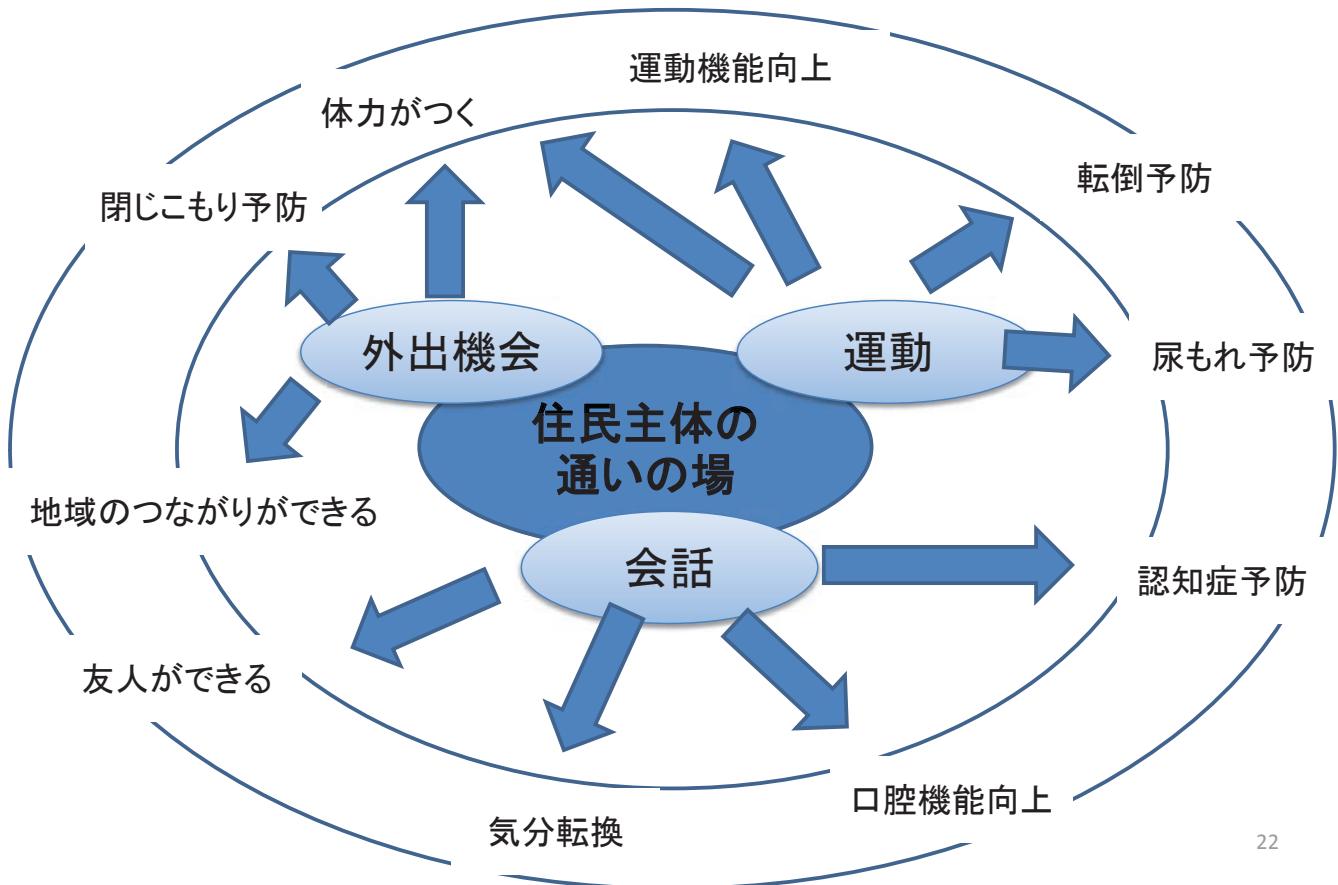 運動機能向上
体力がつく
転倒予防
閉じこもり予防
外出機会
運動
尿もれ予防
住民主体の
通いの場
地域のつながりができる
会話
認知症予防
友人ができる
口腔機能向上
気分転換
22